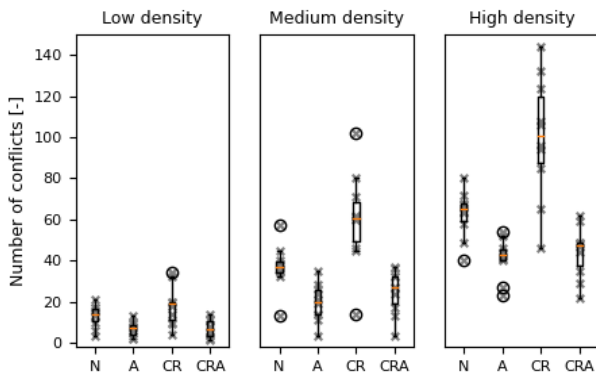 Low density
Medium density
High density
Number of conflicts [-]
140
120
100
80
60
40
20
0
N A CR CRA
N A CR CRA
N A CR CRA